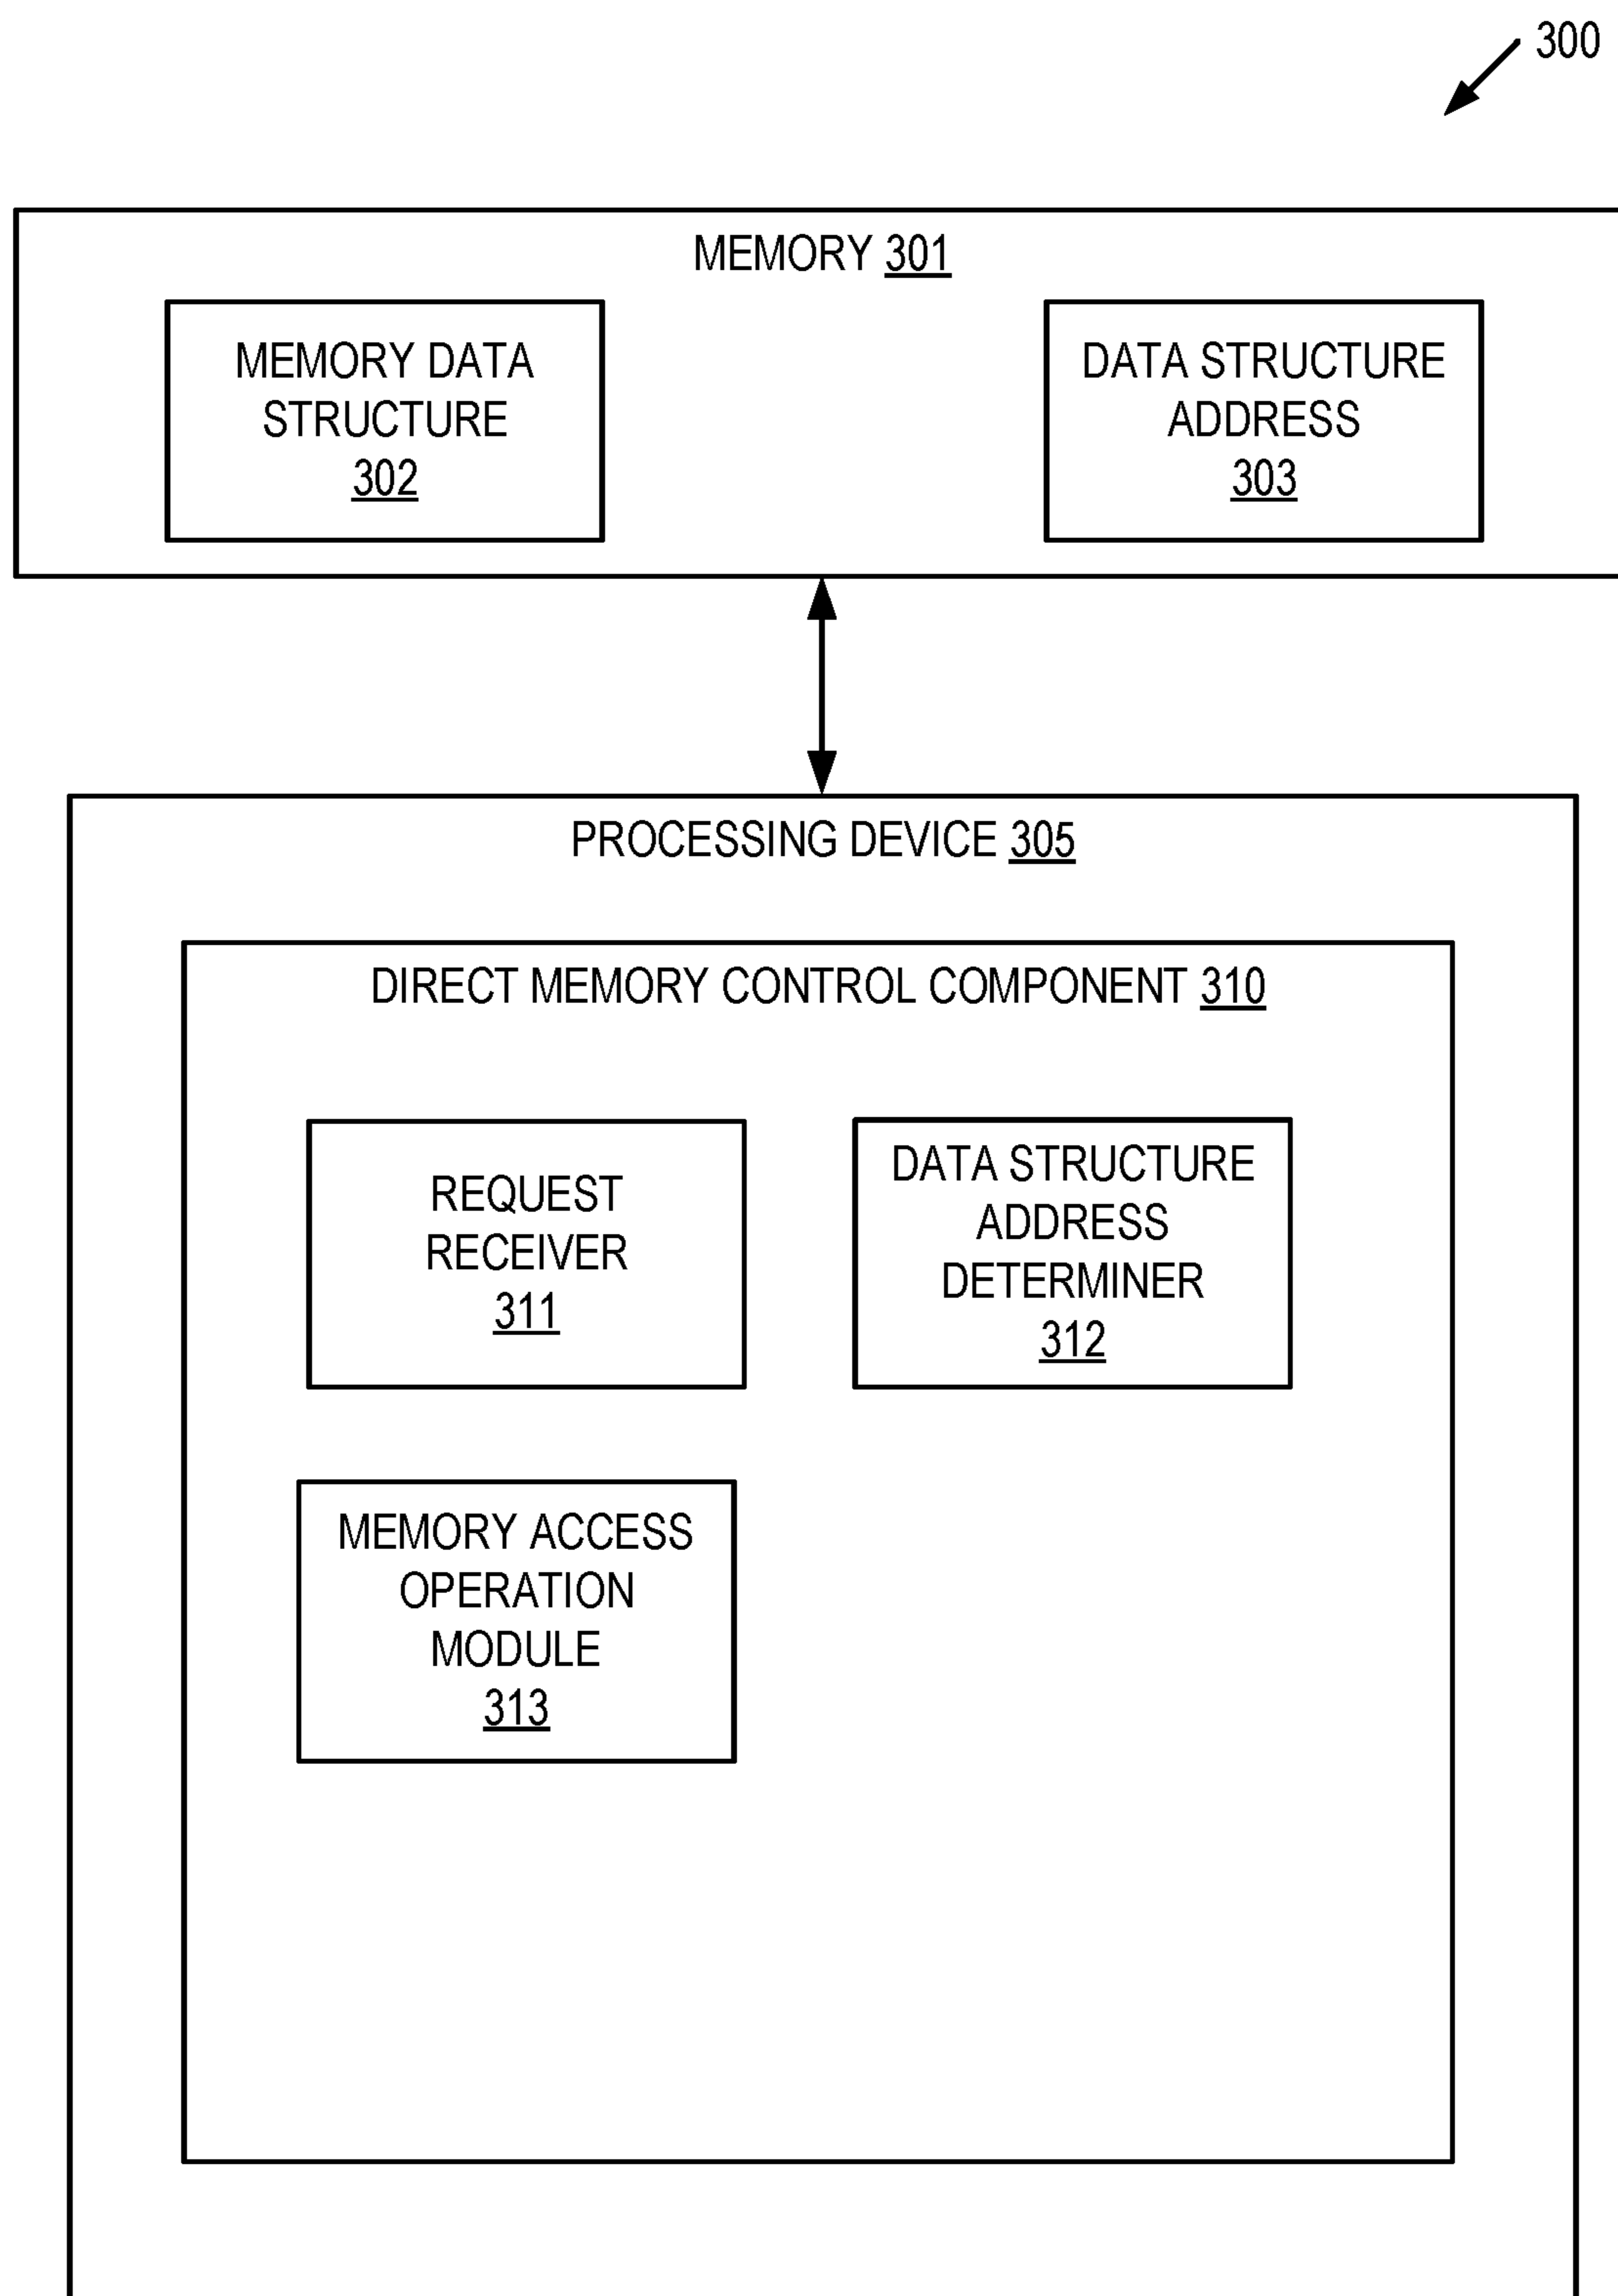 300
MEMORY 301
MEMORY DATA
STRUCTURE
302
DATA STRUCTURE
ADDRESS
303
PROCESSING DEVICE 305
DIRECT MEMORY CONTROL COMPONENT 310
REQUEST
RECEIVER
311
DATA STRUCTURE
ADDRESS
DETERMINER
312
MEMORY ACCESS
OPERATION
MODULE
313